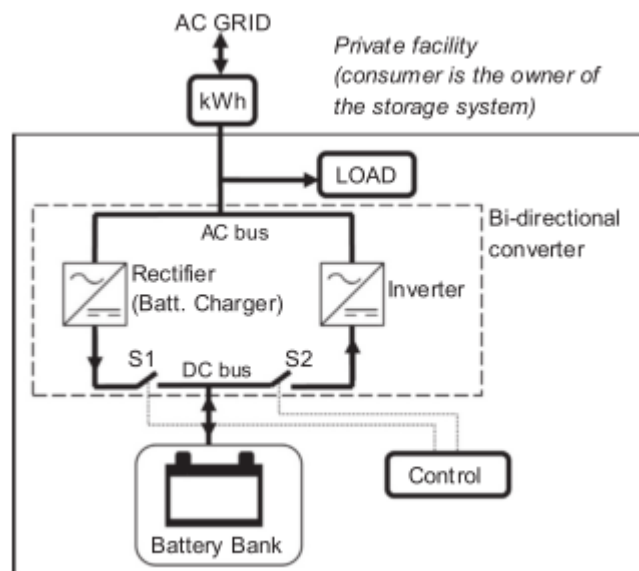 AC GRID
Private facility
(consumer is the owner of
the storage system)
kWh
LOAD
AC bus
Bi-directional
converter
Rectifier
(Batt. Charger)
Inverter
S1
DC bus
S2
Control
Battery Bank